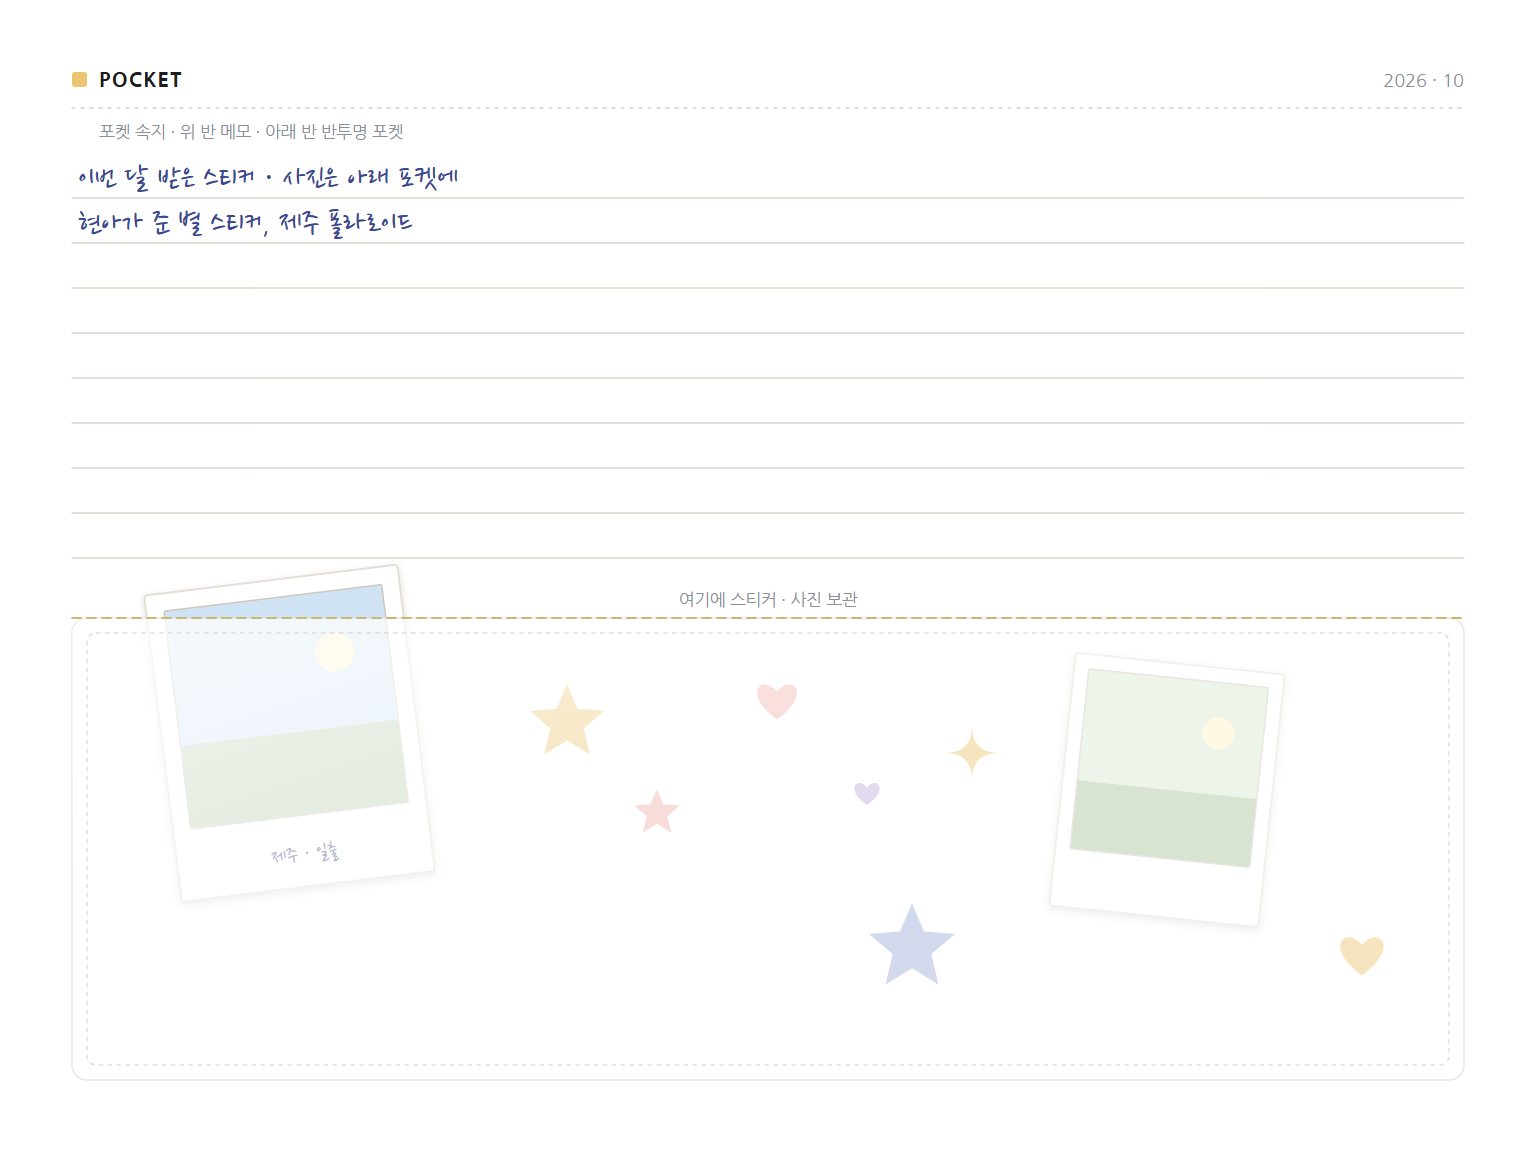 POCKET
2026 · 10
포켓 속지 · 위 반 메모 · 아래 반 반투명 포켓
이번 달 받은 스티커 · 사진은 아래 포켓에
현아가 준 별 스티커, 제주 폴라로이드
여기에 스티커 · 사진 보관
제주 · 일출